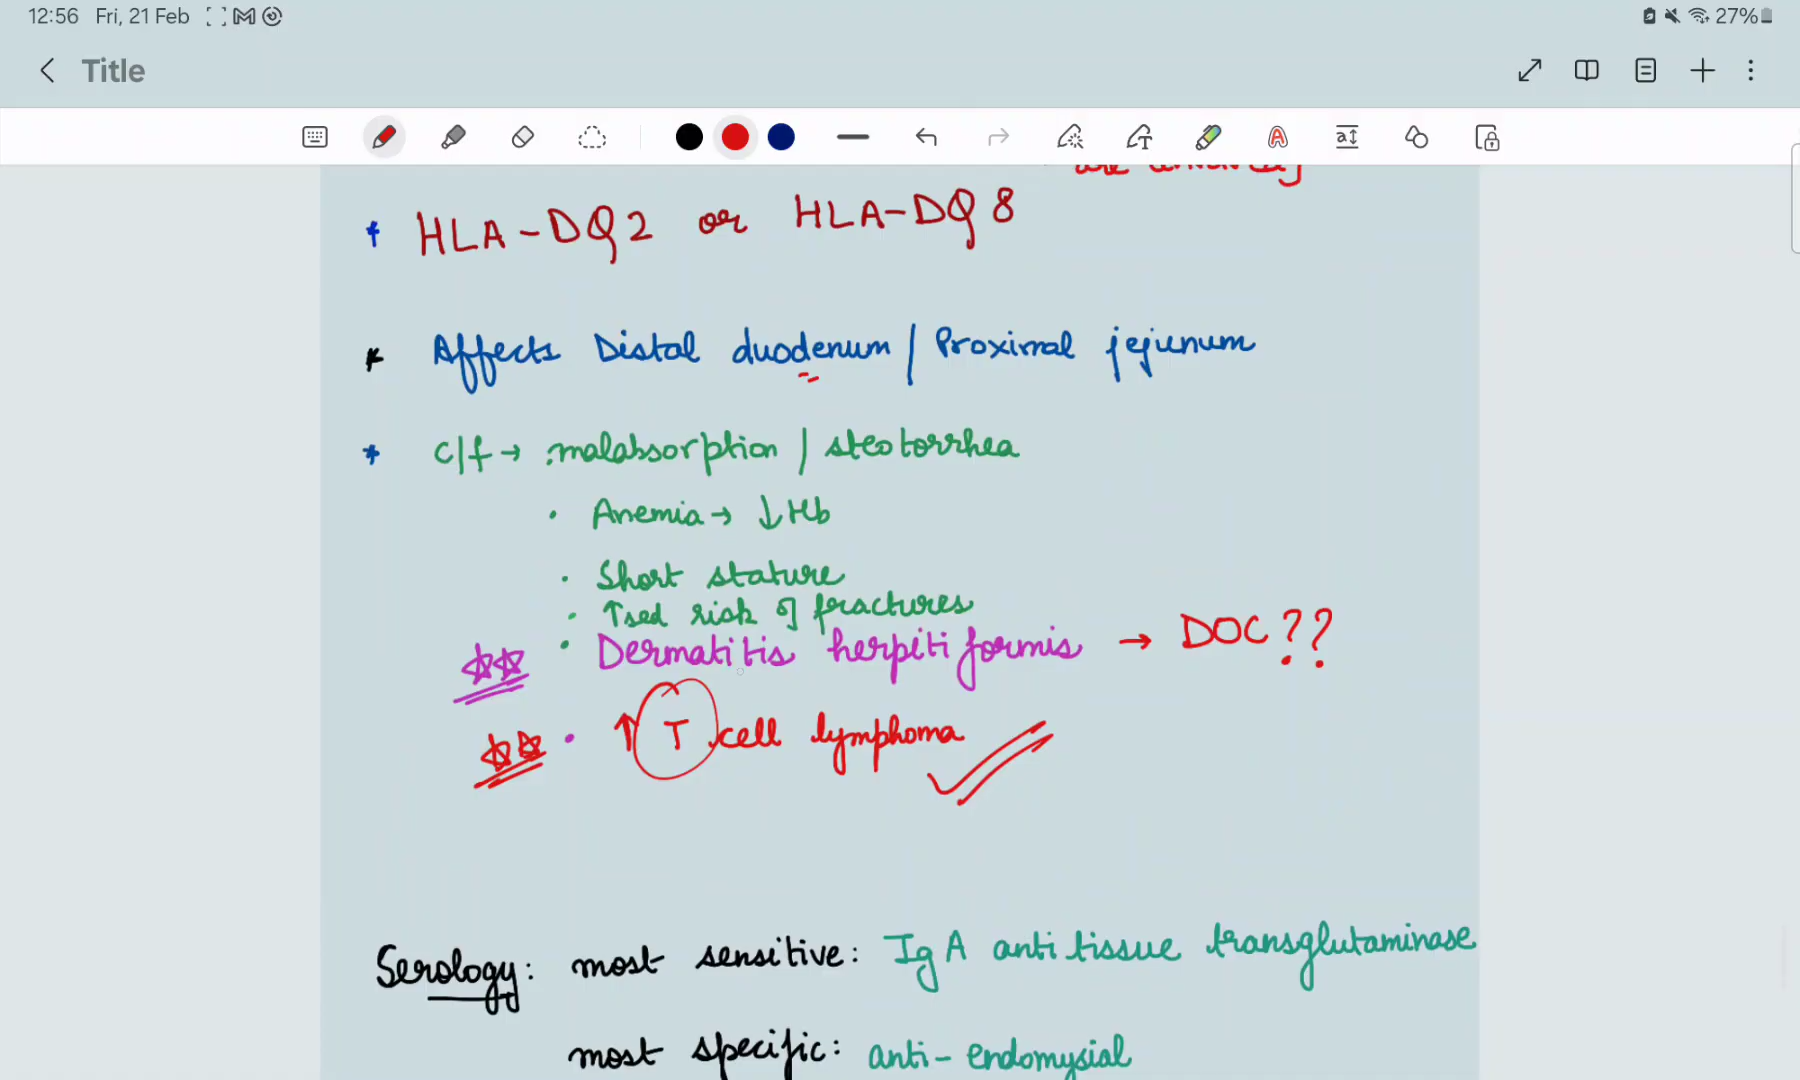 12:56 Fri, 21 Feb 27%
Title
* HLA-DQ2 or HLA-DQ8
* Affects Distal duodenum / Proximal jejunum
* c/f → malabsorption / steotorrhea
• Anemia → ↓ Hb
• Short stature
• ↑sed risk of fractures
• Dermatitis herpitiformis → DOC??
• ↑ T cell lymphoma
Serology: most sensitive: IgA anti tissue transglutaminase
most specific: anti-endomysial